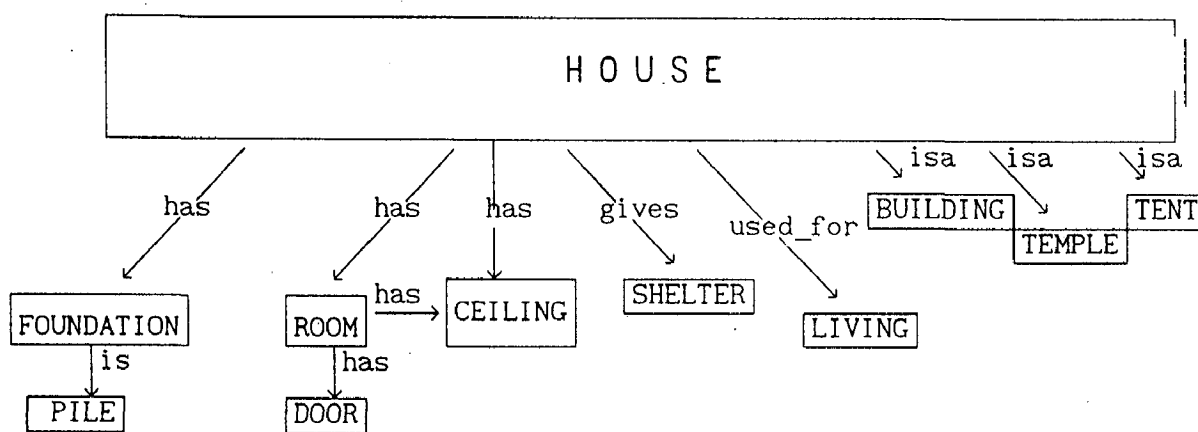 H O U S E
isa isa isa
has has has gives used_for
BUILDING TENT
TEMPLE
has
FOUNDATION ROOM CEILING SHELTER LIVING
is has
PILE DOOR